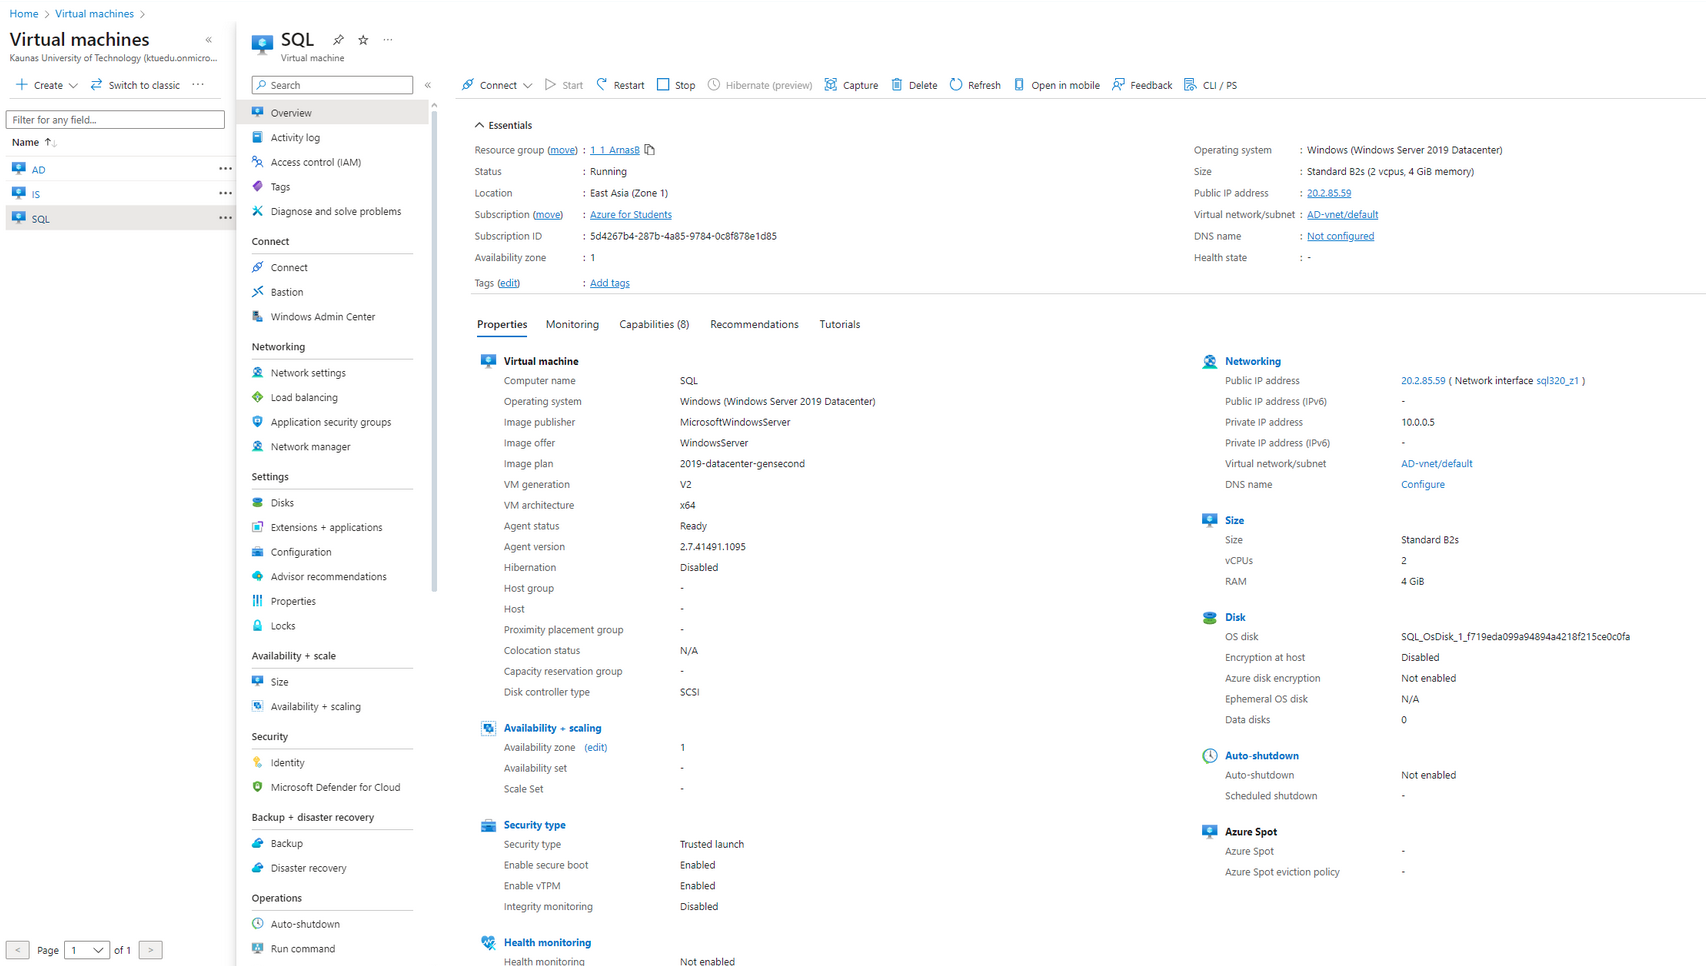 Home > Virtual machines >
Virtual machines
Kaunas University of Technology (ktuedu.onmicro...
Create
Switch to classic
Filter for any field...
Name
AD
IS
SQL
< Page 1 of 1 >
SQL
Virtual machine
Search
Overview
Activity log
Access control (IAM)
Tags
Diagnose and solve problems
Connect
Connect
Bastion
Windows Admin Center
Networking
Network settings
Load balancing
Application security groups
Network manager
Settings
Disks
Extensions + applications
Configuration
Advisor recommendations
Properties
Locks
Availability + scale
Size
Availability + scaling
Security
Identity
Microsoft Defender for Cloud
Backup + disaster recovery
Backup
Disaster recovery
Operations
Auto-shutdown
Run command
Connect Start Restart Stop Hibernate (preview) Capture Delete Refresh Open in mobile Feedback CLI / PS
Essentials
Resource group (move) : 1_1_ArnasB
Status : Running
Location : East Asia (Zone 1)
Subscription (move) : Azure for Students
Subscription ID : 5d4267b4-287b-4a85-9784-0c8f878e1d85
Availability zone : 1
Tags (edit) : Add tags
Operating system : Windows (Windows Server 2019 Datacenter)
Size : Standard B2s (2 vcpus, 4 GiB memory)
Public IP address : 20.2.85.59
Virtual network/subnet : AD-vnet/default
DNS name : Not configured
Health state : -
Properties Monitoring Capabilities (8) Recommendations Tutorials
Virtual machine
Computer name SQL
Operating system Windows (Windows Server 2019 Datacenter)
Image publisher MicrosoftWindowsServer
Image offer WindowsServer
Image plan 2019-datacenter-gensecond
VM generation V2
VM architecture x64
Agent status Ready
Agent version 2.7.41491.1095
Hibernation Disabled
Host group -
Host -
Proximity placement group -
Colocation status N/A
Capacity reservation group -
Disk controller type SCSI
Availability + scaling
Availability zone (edit) 1
Availability set -
Scale Set -
Security type
Security type Trusted launch
Enable secure boot Enabled
Enable vTPM Enabled
Integrity monitoring Disabled
Health monitoring
Health monitoring Not enabled
Networking
Public IP address 20.2.85.59 ( Network interface sql320_z1 )
Public IP address (IPv6) -
Private IP address 10.0.0.5
Private IP address (IPv6) -
Virtual network/subnet AD-vnet/default
DNS name Configure
Size
Size Standard B2s
vCPUs 2
RAM 4 GiB
Disk
OS disk SQL_OsDisk_1_f719eda099a94894a4218f215ce0c0fa
Encryption at host Disabled
Azure disk encryption Not enabled
Ephemeral OS disk N/A
Data disks 0
Auto-shutdown
Auto-shutdown Not enabled
Scheduled shutdown -
Azure Spot
Azure Spot -
Azure Spot eviction policy -